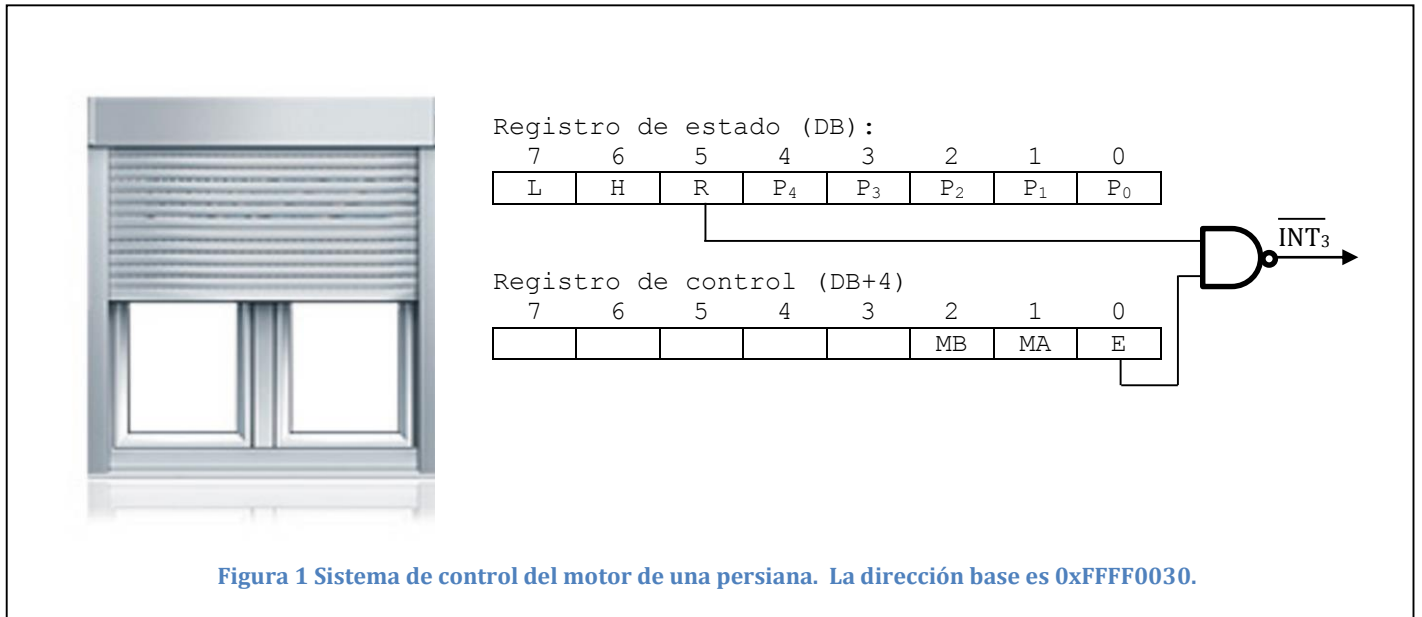 Registro de estado (DB):
7 6 5 4 3 2 1 0
L H R P₄ P₃ P₂ P₁ P₀
INT₃
Registro de control (DB+4)
7 6 5 4 3 2 1 0
MB MA E
Figura 1 Sistema de control del motor de una persiana. La dirección base es 0xFFFF0030.